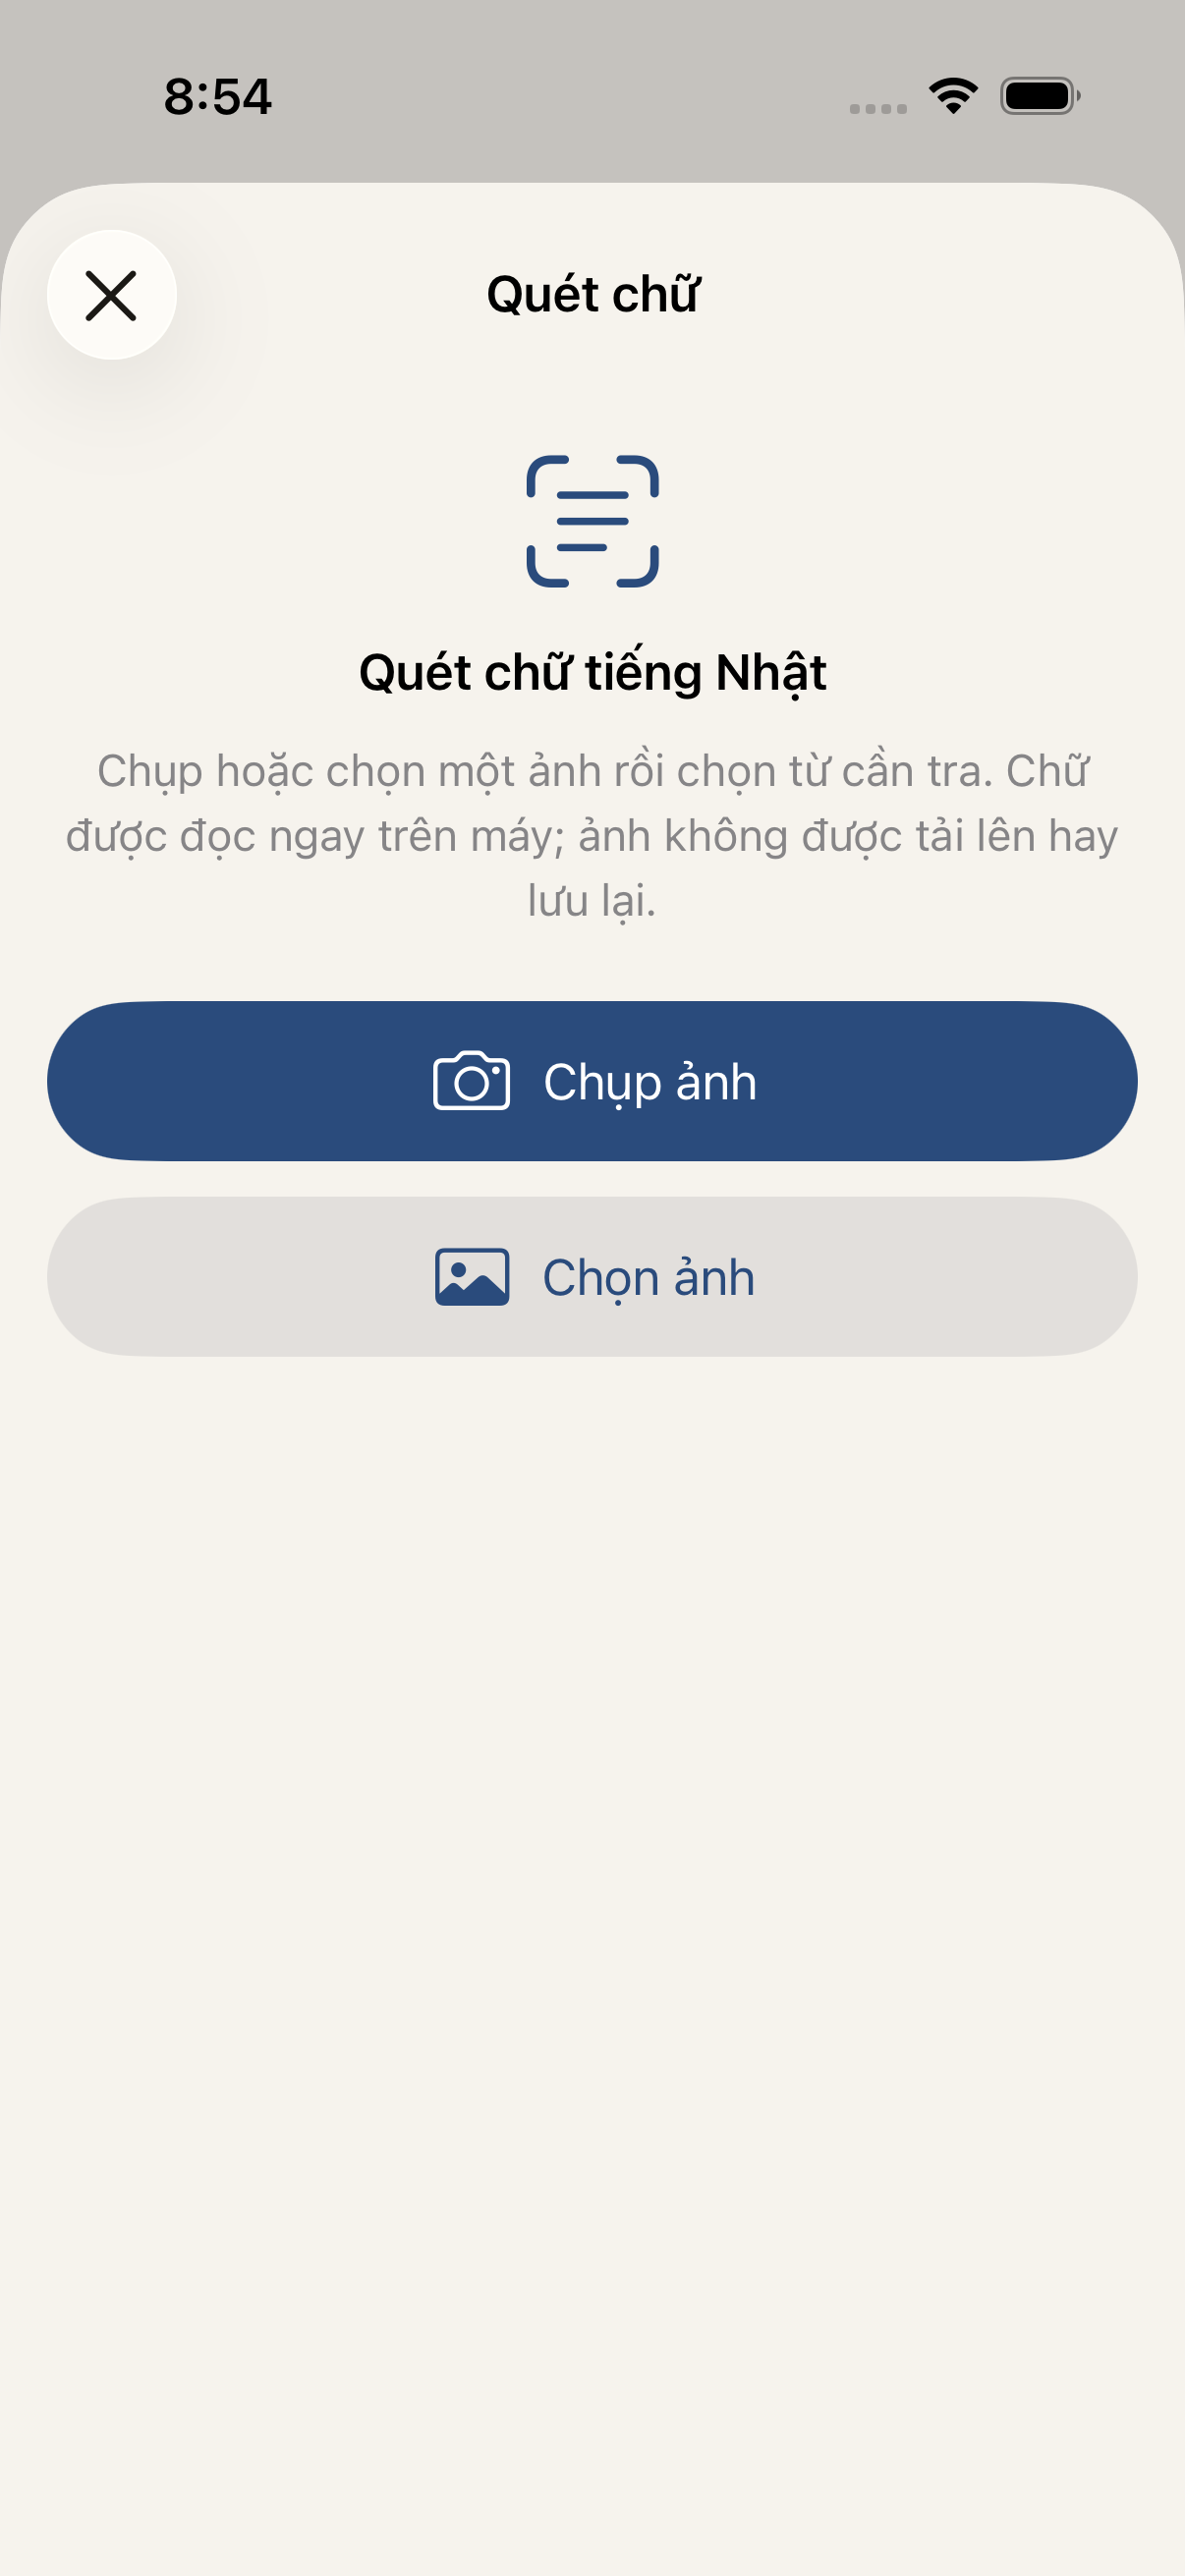 8:54
Quét chữ
Quét chữ tiếng Nhật
Chụp hoặc chọn một ảnh rồi chọn từ cần tra. Chữ
được đọc ngay trên máy; ảnh không được tải lên hay
lưu lại.
Chụp ảnh
Chọn ảnh